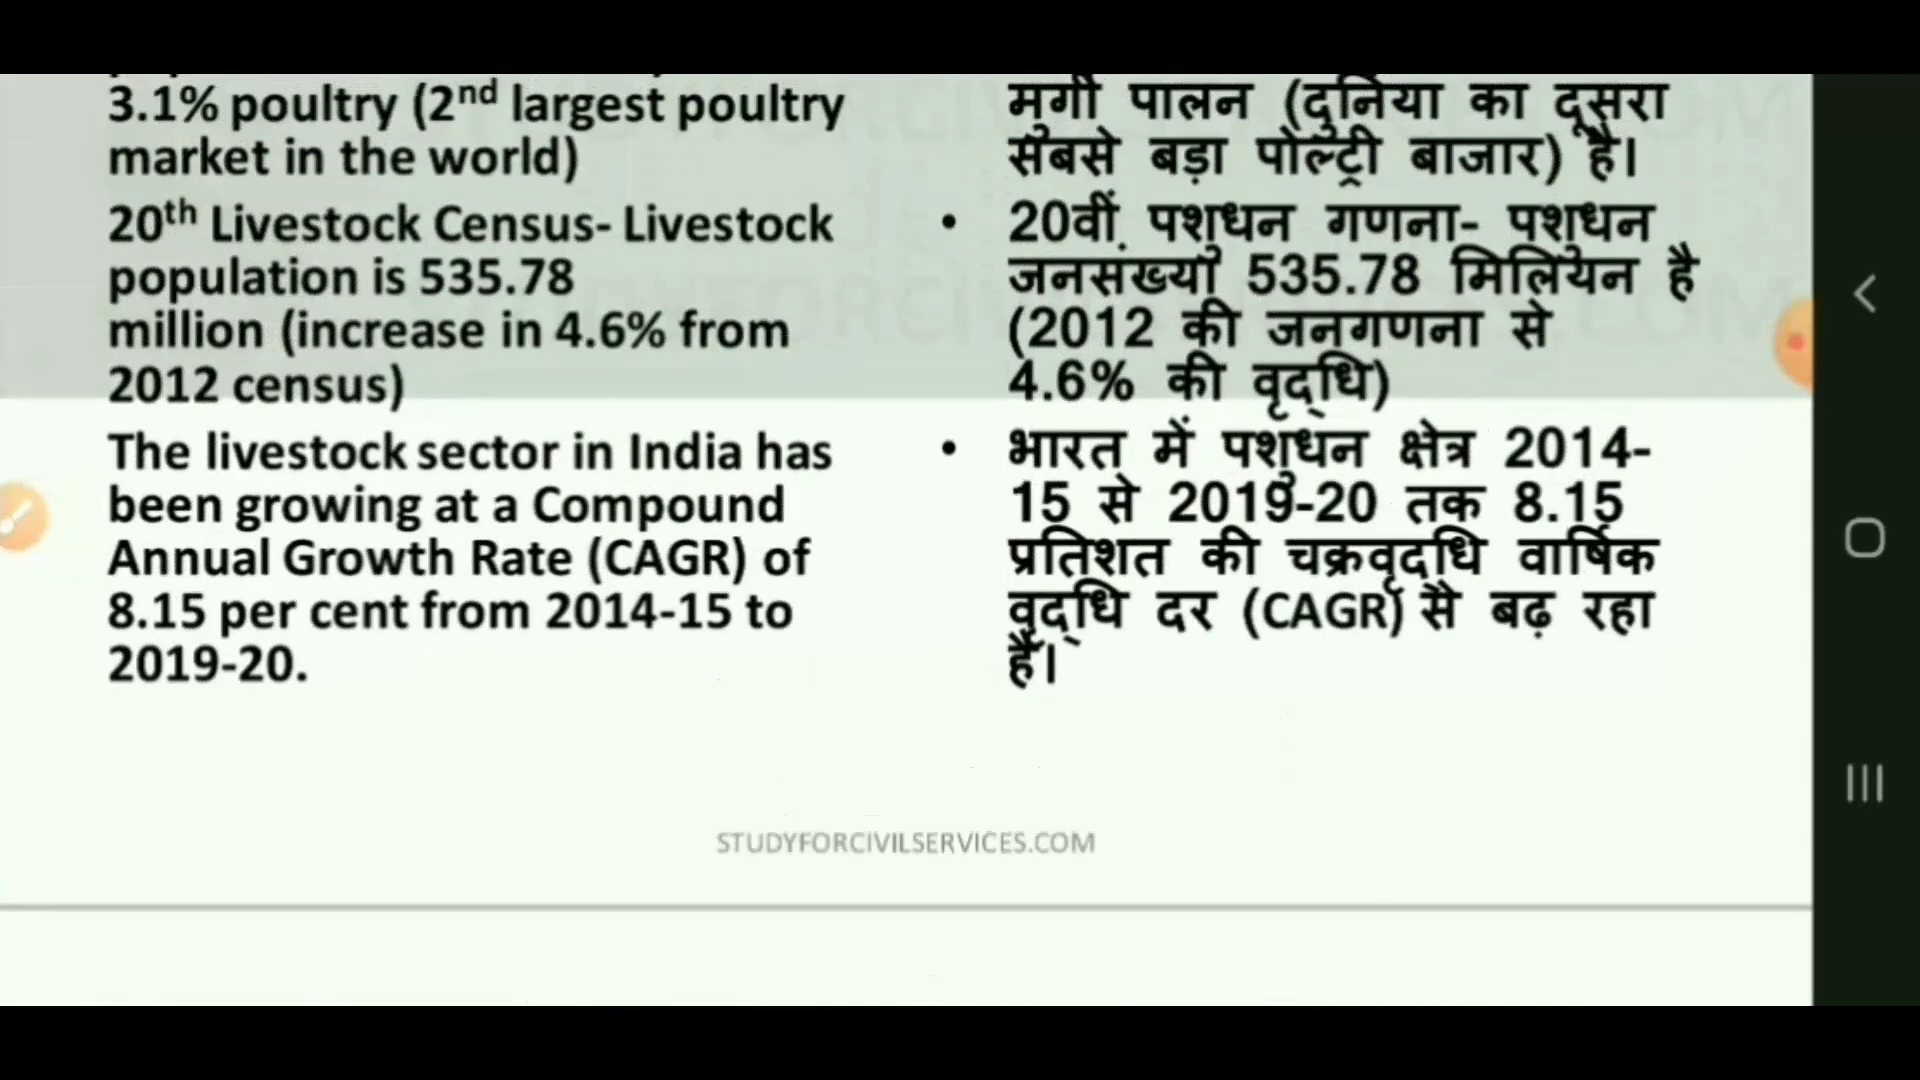 3.1% poultry (2nd largest poultry
market in the world)
20th Livestock Census- Livestock
population is 535.78
million (increase in 4.6% from
2012 census)
The livestock sector in India has
been growing at a Compound
Annual Growth Rate (CAGR) of
8.15 per cent from 2014-15 to
2019-20.
मुर्गी पालन (दुनिया का दूसरा
सबसे बड़ा पोल्ट्री बाजार) है।
• 20वीं पशुधन गणना- पशुधन
जनसंख्या 535.78 मिलियन है
(2012 की जनगणना से
4.6% की वृद्धि)
• भारत में पशुधन क्षेत्र 2014-
15 से 2019-20 तक 8.15
प्रतिशत की चक्रवृद्धि वार्षिक
वृद्धि दर (CAGR) से बढ़ रहा
है।
STUDYFORCIVILSERVICES.COM